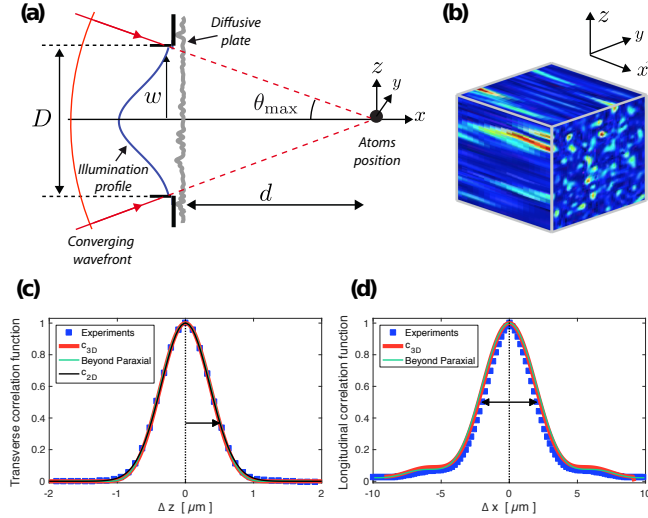 (a)
Diffusive
plate
z
y
w
θmax
D
x
Atoms
position
Illumination
profile
d
Converging
wavefront
(b)
z
y
x
(c)
Transverse correlation function
1
0.8
0.6
0.4
0.2
0
Experiments
c3D
Beyond Paraxial
c2D
-2
-1
0
1
2
Δ z [ μm ]
(d)
Longitudinal correlation function
1
0.8
0.6
0.4
0.2
0
Experiments
c3D
Beyond Paraxial
-10
-5
0
5
10
Δ x [ μm ]